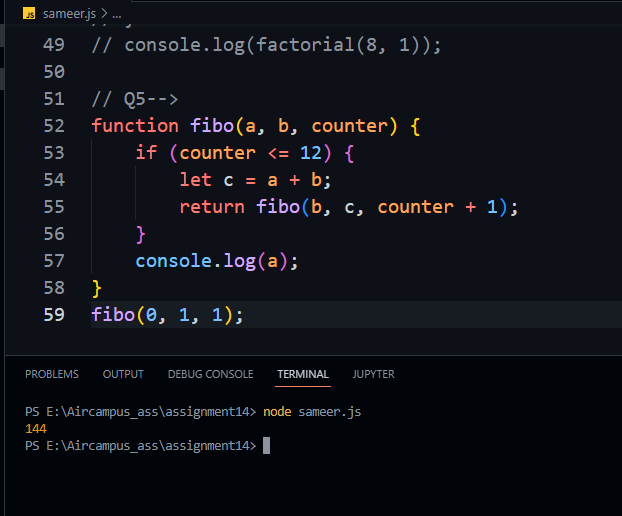 JS sameer.js > ...
49 // console.log(factorial(8, 1));
50
51 // Q5-->
52 function fibo(a, b, counter) {
53     if (counter <= 12) {
54         let c = a + b;
55         return fibo(b, c, counter + 1);
56     }
57     console.log(a);
58 }
59 fibo(0, 1, 1);
PROBLEMS OUTPUT DEBUG CONSOLE TERMINAL JUPYTER
PS E:\Aircampus_ass\assignment14> node sameer.js
144
PS E:\Aircampus_ass\assignment14>